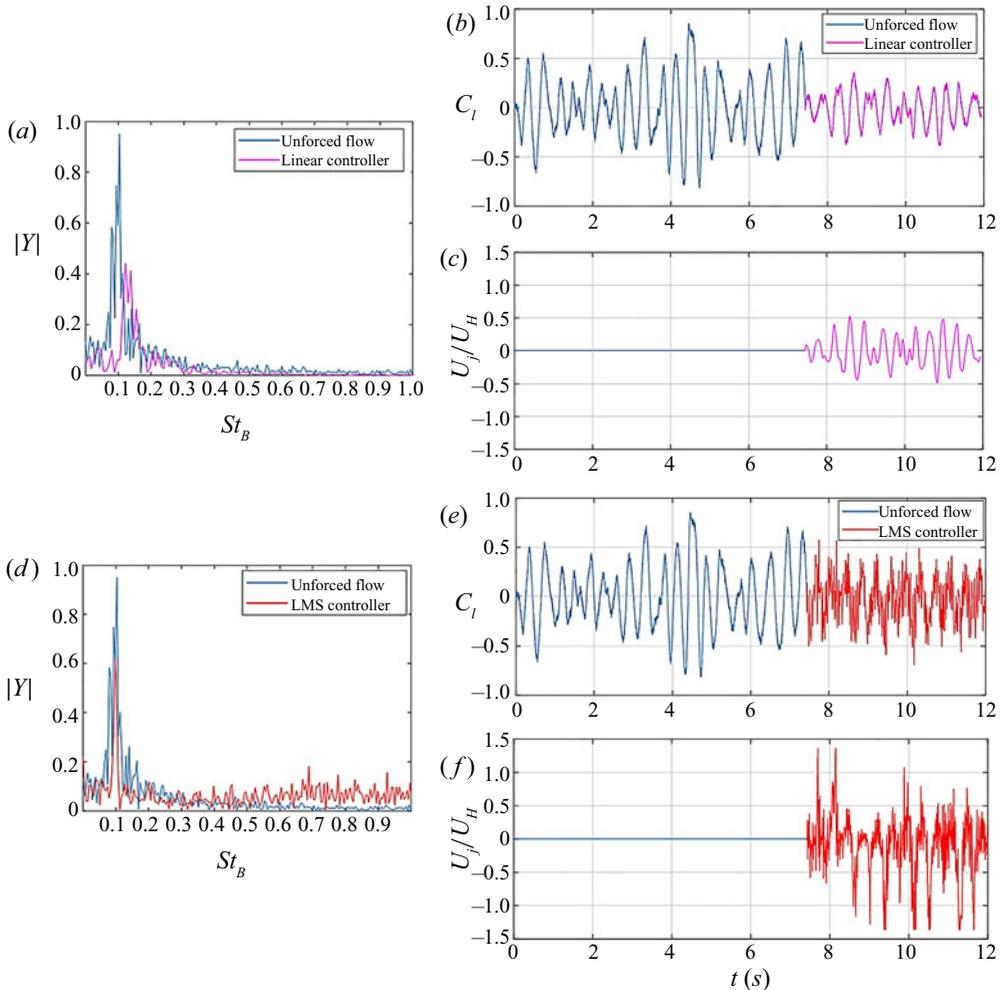 (a)
1.0
0.8
0.6
0.4
0.2
0
|Y|
Unforced flow
Linear controller
0.1 0.2 0.3 0.4 0.5 0.6 0.7 0.8 0.9 1.0
St_B
(b)
1.0
0.5
0
−0.5
−1.0
C_l
Unforced flow
Linear controller
0 2 4 6 8 10 12
(c)
1.5
1.0
0.5
0
−0.5
−1.0
−1.5
U_j/U_H
0 2 4 6 8 10 12
(d)
1.0
0.8
0.6
0.4
0.2
0
|Y|
Unforced flow
LMS controller
0.1 0.2 0.3 0.4 0.5 0.6 0.7 0.8 0.9
St_B
(e)
1.0
0.5
0
−0.5
−1.0
C_l
Unforced flow
LMS controller
0 2 4 6 8 10 12
(f)
1.5
1.0
0.5
0
−0.5
−1.0
−1.5
U_j/U_H
0 2 4 6 8 10 12
t (s)